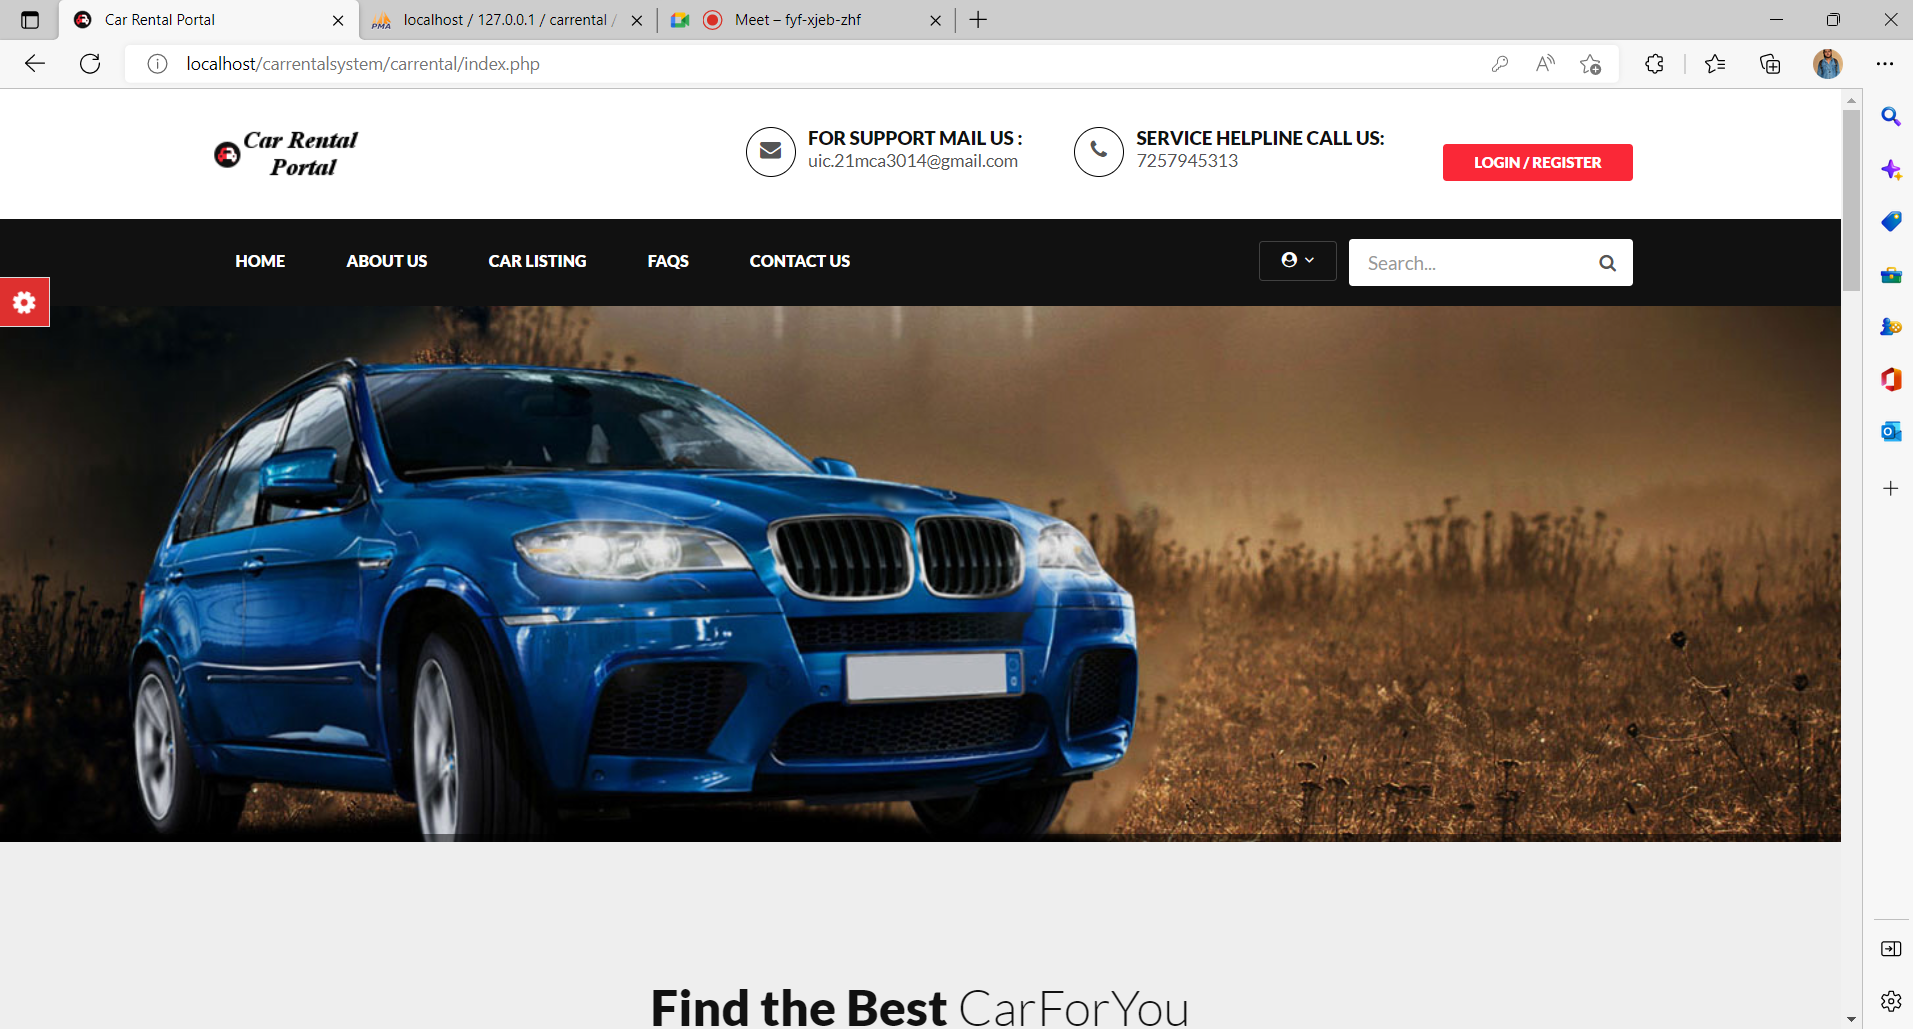 Car Rental Portal
PMA
localhost / 127.0.0.1 / carrental /
Meet – fyf-xjeb-zhf
localhost/carrentalsystem/carrental/index.php
Car Rental
Portal
FOR SUPPORT MAIL US :
uic.21mca3014@gmail.com
SERVICE HELPLINE CALL US:
7257945313
LOGIN / REGISTER
HOME
ABOUT US
CAR LISTING
FAQS
CONTACT US
Search...
Find the Best CarForYou